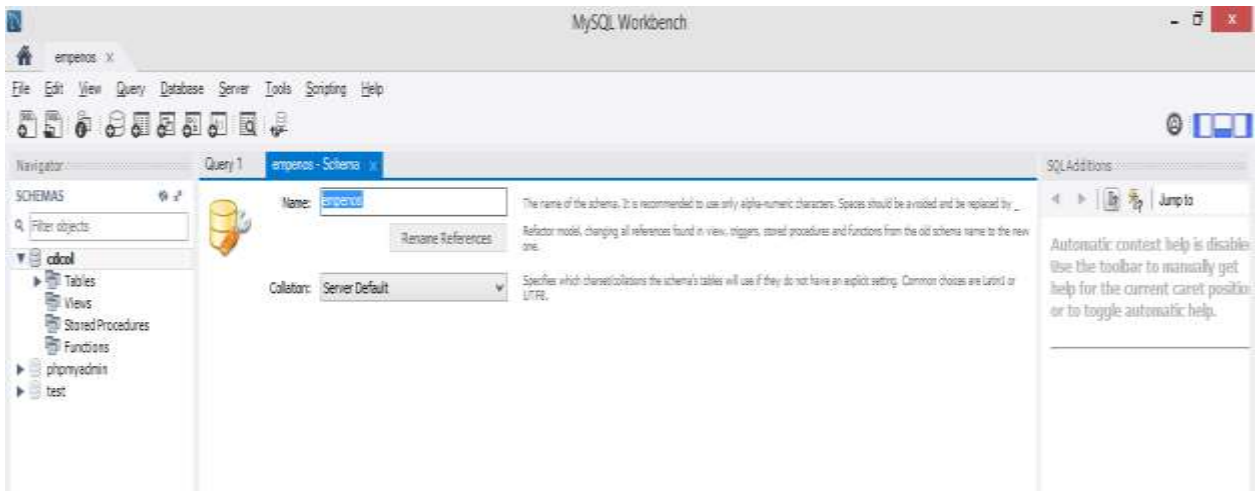 MySQL Workbench
empenos x
File Edit View Query Database Server Tools Scripting Help
Navigator
SCHEMAS
Filter objects
cdcol
Tables
Views
Stored Procedures
Functions
phpmyadmin
test
Query 1
empenos - Schema x
Name: empenos
The name of the schema. It is recommended to use only alpha-numeric characters. Spaces should be avoided and be replaced by _
Rename References
Refactor model, changing all references found in view, triggers, stored procedures and functions from the old schema name to the new
one.
Collation: Server Default
Specifies which charset/collations the schema's tables will use if they do not have an explicit setting. Common choices are Latin1 or
UTF8.
SQLAdditions
Jump to
Automatic context help is disable
Use the toolbar to manually get
help for the current caret positio
or to toggle automatic help.